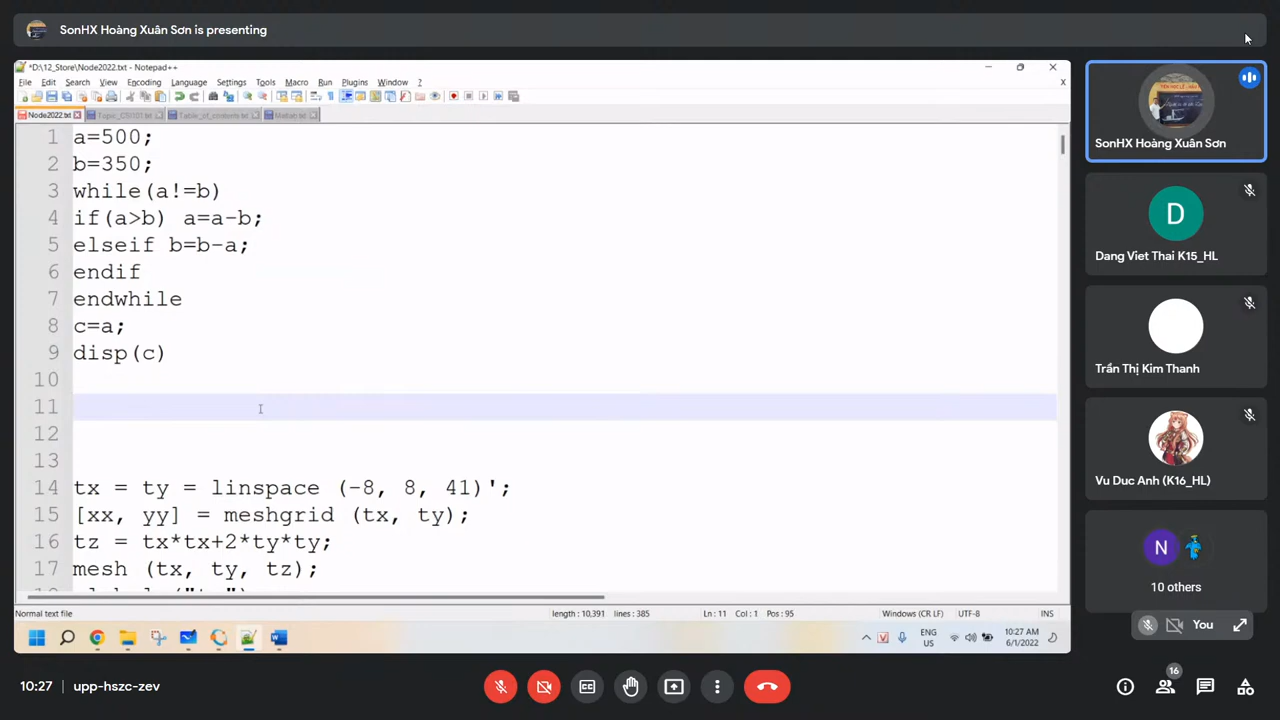 SonHX Hoàng Xuân Sơn is presenting
*D:\12_Store\Node2022.txt - Notepad++
File Edit Search View Encoding Language Settings Tools Macro Run Plugins Window ? X
Node2022.txt Topic_CSI101.txt Table_of_contents.txt Matlab.txt
1 a=500;
2 b=350;
3 while(a!=b)
4 if(a>b) a=a-b;
5 elseif b=b-a;
6 endif
7 endwhile
8 c=a;
9 disp(c)
10
11
12
13
14 tx = ty = linspace (-8, 8, 41)';
15 [xx, yy] = meshgrid (tx, ty);
16 tz = tx*tx+2*ty*ty;
17 mesh (tx, ty, tz);
Normal text file length : 10,391 lines : 385 Ln : 11 Col : 1 Pos : 95 Windows (CR LF) UTF-8 INS
ENG
US
10:27 AM
6/1/2022
SonHX Hoàng Xuân Sơn
D
Dang Viet Thai K15_HL
Trần Thị Kim Thanh
Vu Duc Anh (K16_HL)
N
10 others
You
10:27 | upp-hszc-zev
16